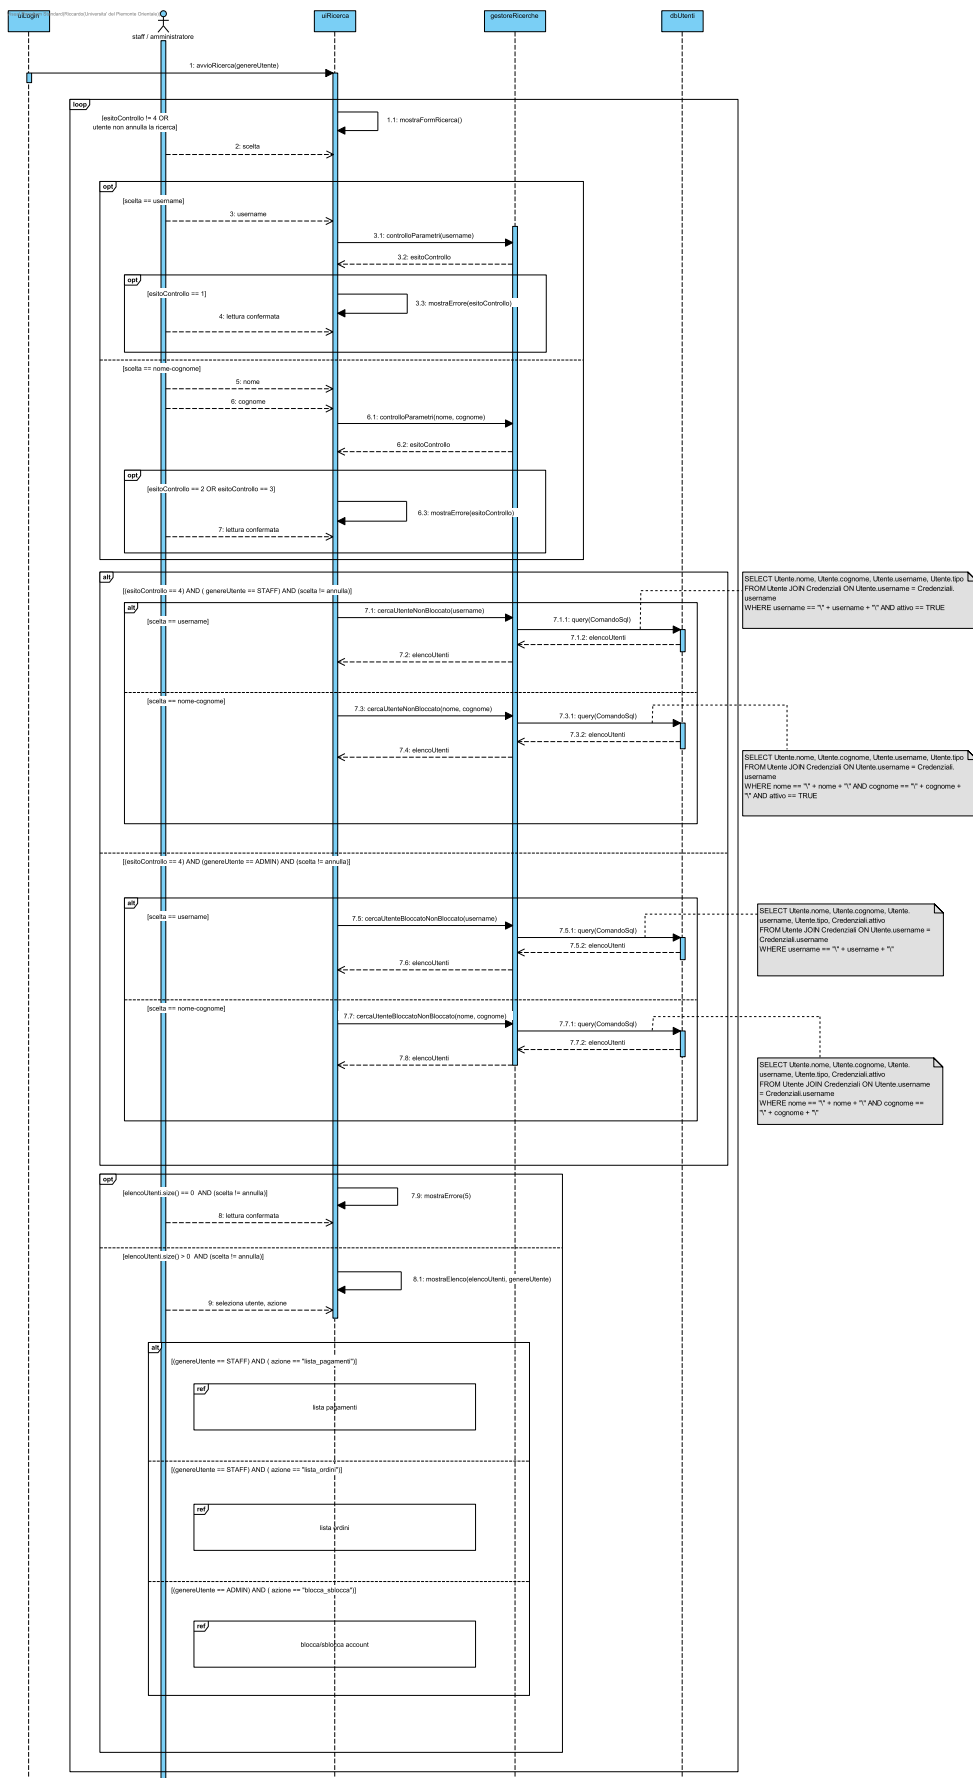 uiLogin
uiRicerca
gestoreRicerche
dbUtenti
staff / amministratore
1: avvioRicerca(genereUtente)
loop
[esitoControllo != 4 OR
utente non annulla la ricerca]
1.1: mostraFormRicerca()
2: scelta
opt
[scelta == username]
3: username
3.1: controlloParametri(username)
3.2: esitoControllo
opt
[esitoControllo == 1]
3.3: mostraErrore(esitoControllo)
4: lettura confermata
[scelta == nome-cognome]
5: nome
6: cognome
6.1: controlloParametri(nome, cognome)
6.2: esitoControllo
opt
[esitoControllo == 2 OR esitoControllo == 3]
6.3: mostraErrore(esitoControllo)
7: lettura confermata
alt
[(esitoControllo == 4) AND ( genereUtente == STAFF) AND (scelta != annulla)]
alt
[scelta == username]
7.1: cercaUtenteNonBloccato(username)
7.1.1: query(ComandoSql)
7.1.2: elencoUtenti
7.2: elencoUtenti
SELECT Utente.nome, Utente.cognome, Utente.username, Utente.tipo
FROM Utente JOIN Credenziali ON Utente.username = Credenziali.
username
WHERE username == "\" + username + "\" AND attivo == TRUE
[scelta == nome-cognome]
7.3: cercaUtenteNonBloccato(nome, cognome)
7.3.1: query(ComandoSql)
7.3.2: elencoUtenti
7.4: elencoUtenti
SELECT Utente.nome, Utente.cognome, Utente.username, Utente.tipo
FROM Utente JOIN Credenziali ON Utente.username = Credenziali.
username
WHERE nome == "\" + nome + "\" AND cognome == "\" + cognome +
"\" AND attivo == TRUE
[(esitoControllo == 4) AND (genereUtente == ADMIN) AND (scelta != annulla)]
alt
[scelta == username]
7.5: cercaUtenteBloccatoNonBloccato(username)
7.5.1: query(ComandoSql)
7.5.2: elencoUtenti
7.6: elencoUtenti
SELECT Utente.nome, Utente.cognome, Utente.
username, Utente.tipo, Credenziali.attivo
FROM Utente JOIN Credenziali ON Utente.username =
Credenziali.username
WHERE username == "\" + username + "\"
[scelta == nome-cognome]
7.7: cercaUtenteBloccatoNonBloccato(nome, cognome)
7.7.1: query(ComandoSql)
7.7.2: elencoUtenti
7.8: elencoUtenti
SELECT Utente.nome, Utente.cognome, Utente.
username, Utente.tipo, Credenziali.attivo
FROM Utente JOIN Credenziali ON Utente.username
= Credenziali.username
WHERE nome == "\" + nome + "\" AND cognome ==
"\" + cognome + "\"
opt
[elencoUtenti.size() == 0 AND (scelta != annulla)]
7.9: mostraErrore(5)
8: lettura confermata
[elencoUtenti.size() > 0 AND (scelta != annulla)]
8.1: mostraElenco(elencoUtenti, genereUtente)
9: seleziona utente, azione
alt
[(genereUtente == STAFF) AND ( azione == "lista_pagamenti")]
ref
lista pagamenti
[(genereUtente == STAFF) AND ( azione == "lista_ordini")]
ref
lista ordini
[(genereUtente == ADMIN) AND ( azione == "blocca_sblocca")]
ref
blocca/sblocca account